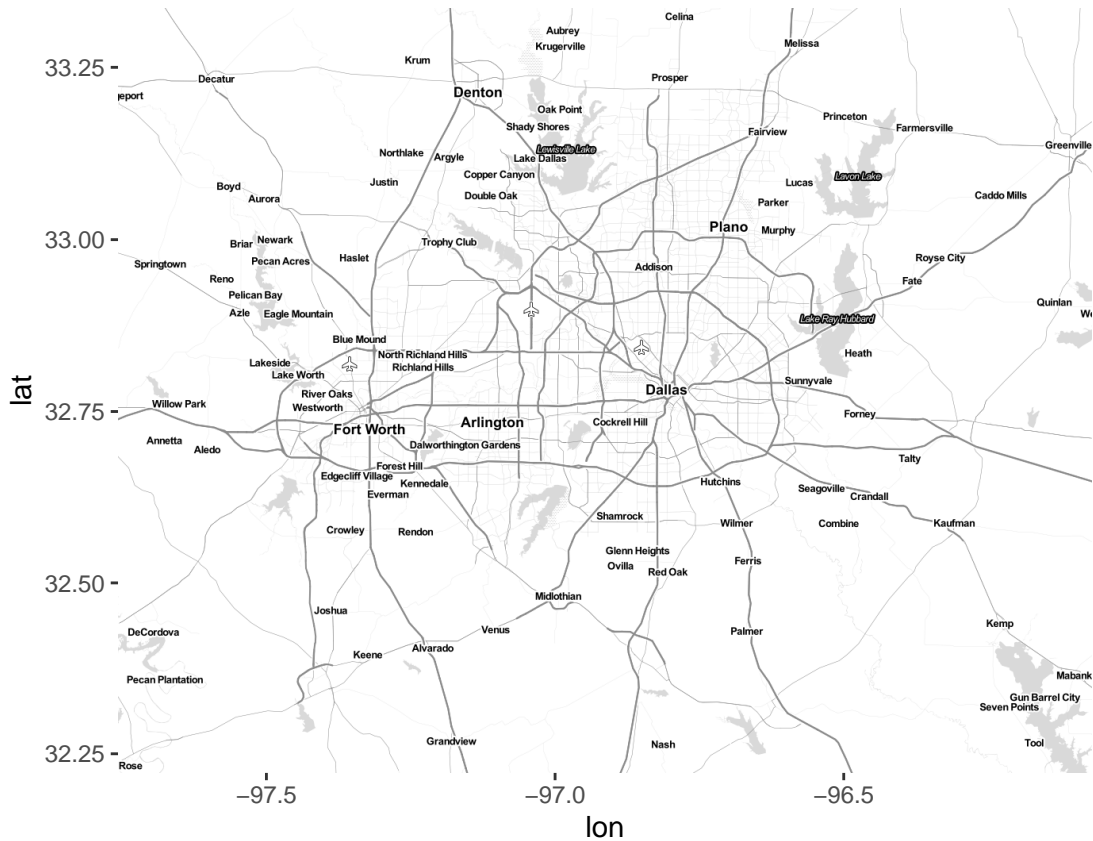 Celina
Aubrey
Krugerville
Melissa
Krum
33.25
Decatur
Prosper
geport
Denton
Oak Point
Princeton
Shady Shores
Farmersville
Fairview
Greenville
Lewisville Lake
Northlake
Argyle
Lake Dallas
Copper Canyon
Lavon Lake
Justin
Lucas
Boyd
Double Oak
Caddo Mills
Aurora
Parker
Plano
Murphy
33.00
Briar
Newark
Trophy Club
Haslet
Royse City
Springtown
Pecan Acres
Addison
Reno
Fate
Pelican Bay
Quinlan
Azle
Eagle Mountain
We
Lake Ray Hubbard
Blue Mound
North Richland Hills
Heath
Lakeside
Richland Hills
Lake Worth
Sunnyvale
lat
River Oaks
Dallas
Willow Park
Westworth
32.75
Forney
Arlington
Cockrell Hill
Fort Worth
Annetta
Dalworthington Gardens
Aledo
Talty
Forest Hill
Edgecliff Village
Kennedale
Hutchins
Everman
Seagoville
Crandall
Shamrock
Crowley
Rendon
Wilmer
Combine
Kaufman
Glenn Heights
Ovilla
Red Oak
Ferris
32.50
Midlothian
Joshua
Kemp
DeCordova
Venus
Palmer
Keene
Alvarado
Pecan Plantation
Mabank
Gun Barrel City
Seven Points
Grandview
Nash
Tool
32.25
Rose
−97.5
−97.0
−96.5
lon